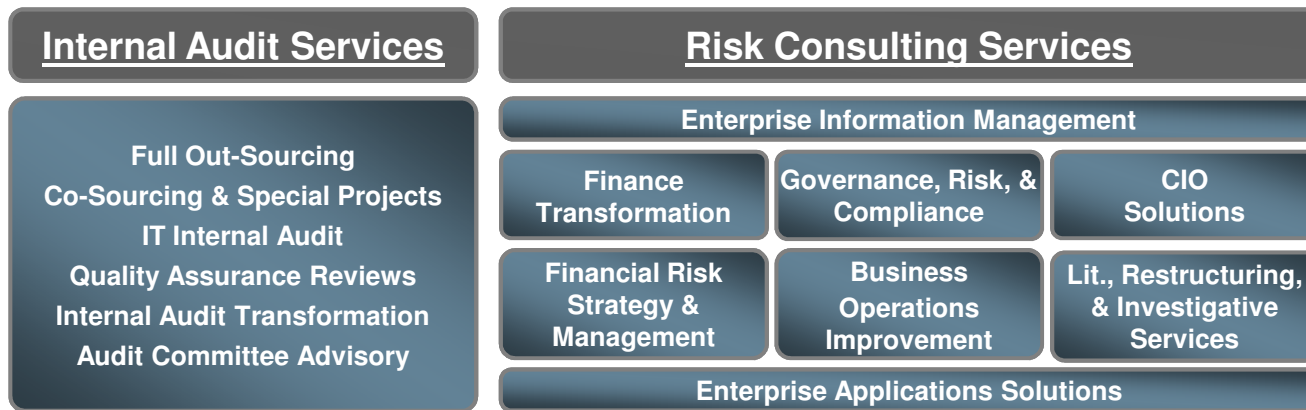 Internal Audit Services
Full Out-Sourcing
Co-Sourcing & Special Projects
IT Internal Audit
Quality Assurance Reviews
Internal Audit Transformation
Audit Committee Advisory
Risk Consulting Services
Enterprise Information Management
Finance
Transformation
Governance, Risk, &
Compliance
CIO
Solutions
Financial Risk
Strategy &
Management
Business
Operations
Improvement
Lit., Restructuring,
& Investigative
Services
Enterprise Applications Solutions